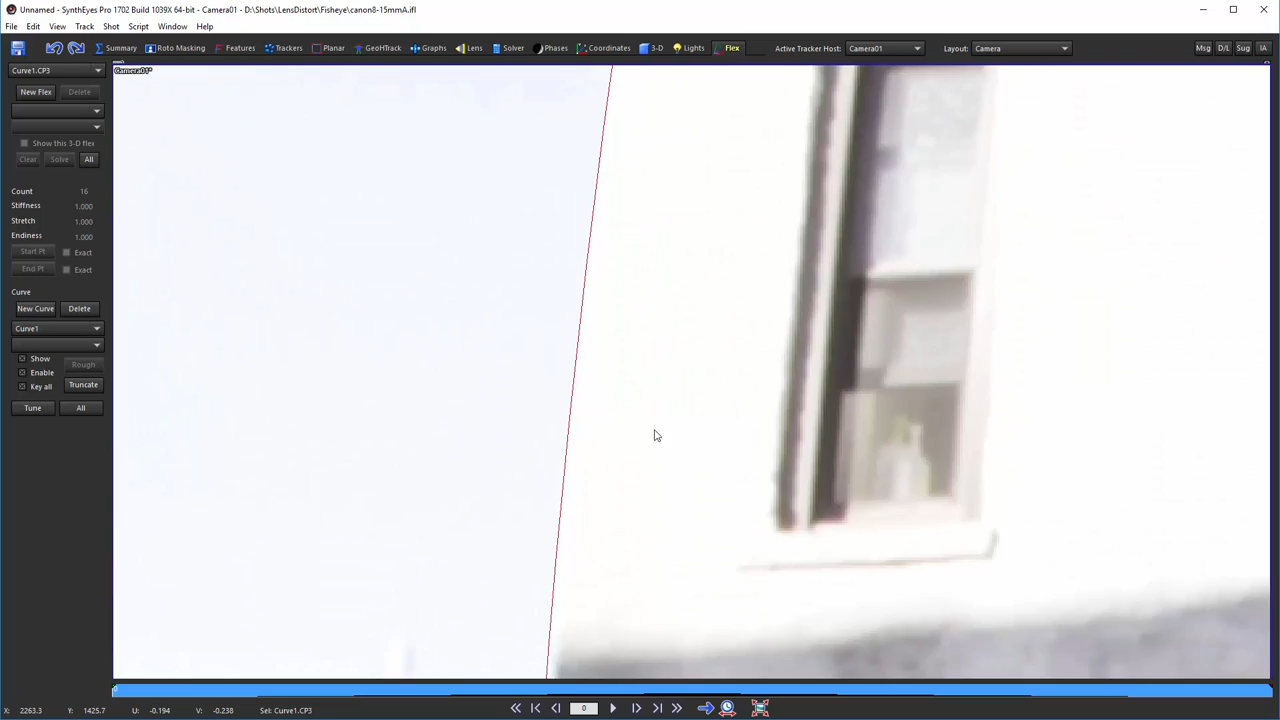 Unnamed - SynthEyes Pro 1702 Build 1039X 64-bit - Camera01 - D:\Shots\LensDistort\Fisheye\canon8-15mmA.ifl
File Edit View Track Shot Script Window Help
Summary Roto Masking Features Trackers Planar GeoHTrack Graphs Lens Solver Phases Coordinates 3-D Lights Flex Active Tracker Host: Camera01 Layout: Camera Msg D/L Sug IA
Curve1.CP3
Camera01*
New Flex Delete
Show this 3-D flex
Clear Solve All
Count 16
Stiffness 1.000
Stretch 1.000
Endiness 1.000
Start Pt Exact
End Pt Exact
Curve
New Curve Delete
Curve1
Show Rough
Enable
Key all Truncate
Tune All
0
X: 2263.3 Y: 1425.7 U: -0.194 V: -0.238 Sel: Curve1.CP3 0